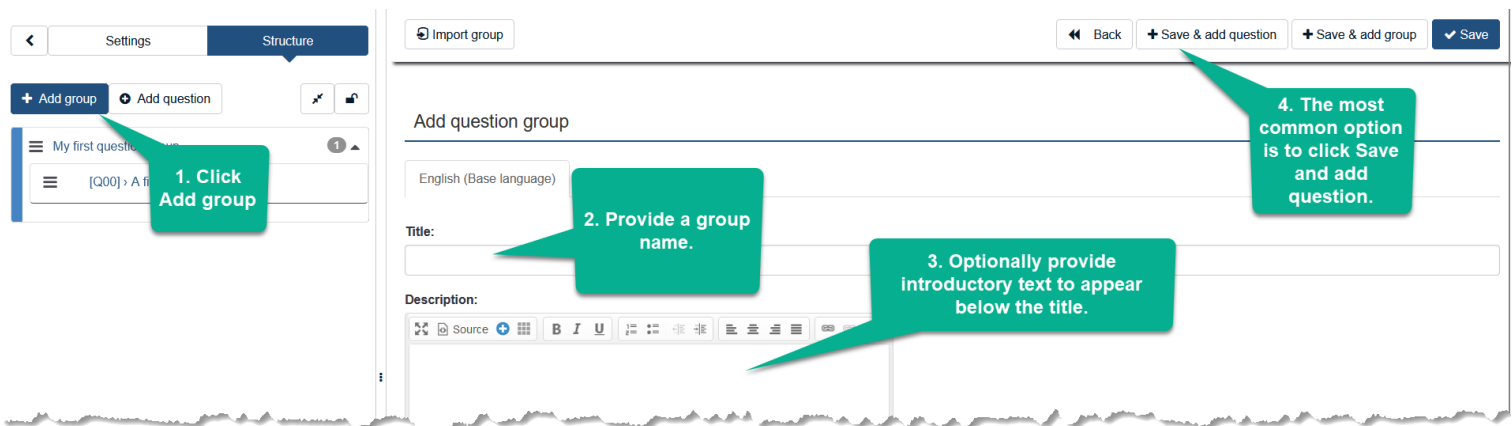 Settings
Structure
Import group
Back
Save & add question
Save & add group
Save
+ Add group
Add question
My first questi
1
[Q00] › A fi
1. Click
Add group
Add question group
English (Base language)
Title:
2. Provide a group
name.
3. Optionally provide
introductory text to appear
below the title.
4. The most
common option
is to click Save
and add
question.
Description:
Source
B I U